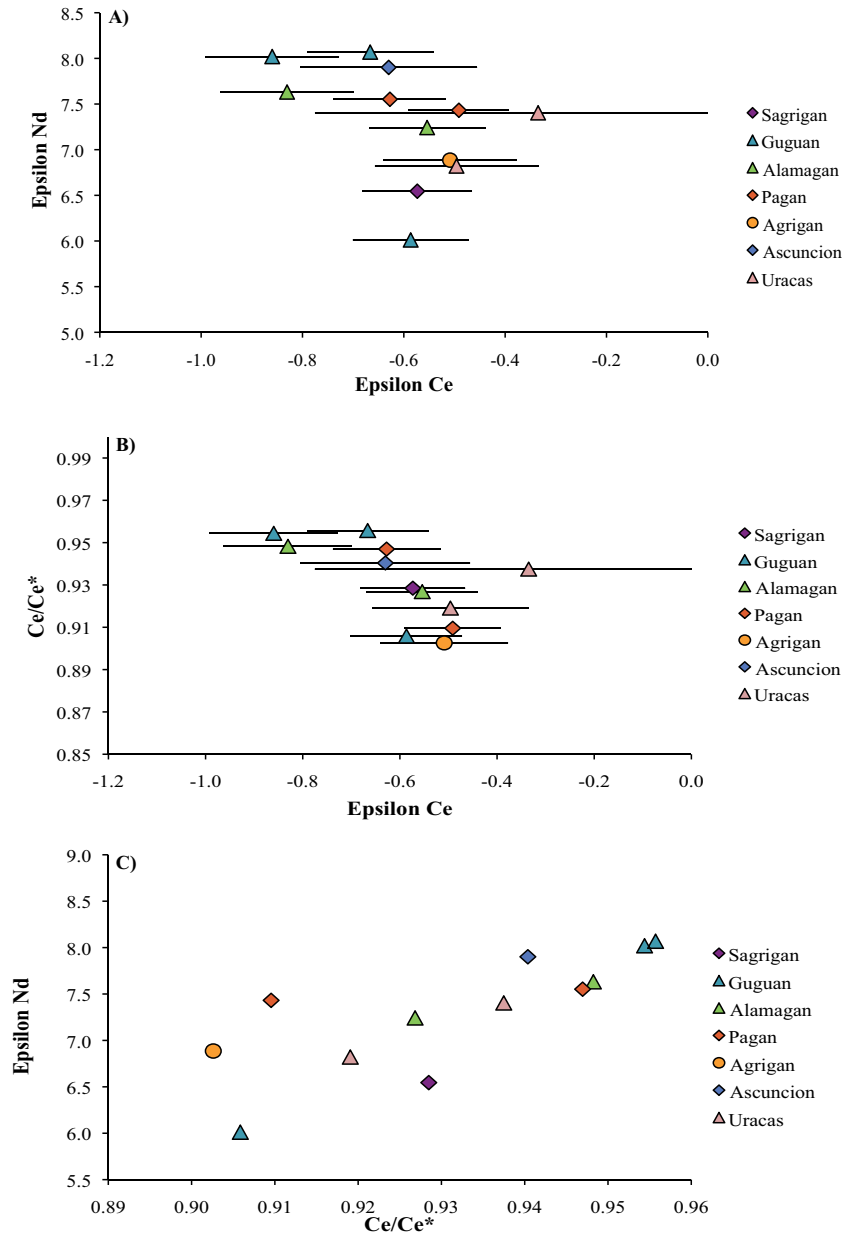 A)
8.5
8.0
7.5
7.0
6.5
6.0
5.5
5.0
Epsilon Nd
-1.2
-1.0
-0.8
-0.6
-0.4
-0.2
0.0
Epsilon Ce
Sagrigan
Guguan
Alamagan
Pagan
Agrigan
Ascuncion
Uracas
B)
0.99
0.97
0.95
0.93
0.91
0.89
0.87
0.85
Ce/Ce*
-1.2
-1.0
-0.8
-0.6
-0.4
-0.2
0.0
Epsilon Ce
Sagrigan
Guguan
Alamagan
Pagan
Agrigan
Ascuncion
Uracas
C)
9.0
8.5
8.0
7.5
7.0
6.5
6.0
5.5
Epsilon Nd
0.89
0.90
0.91
0.92
0.93
0.94
0.95
0.96
Ce/Ce*
Sagrigan
Guguan
Alamagan
Pagan
Agrigan
Ascuncion
Uracas